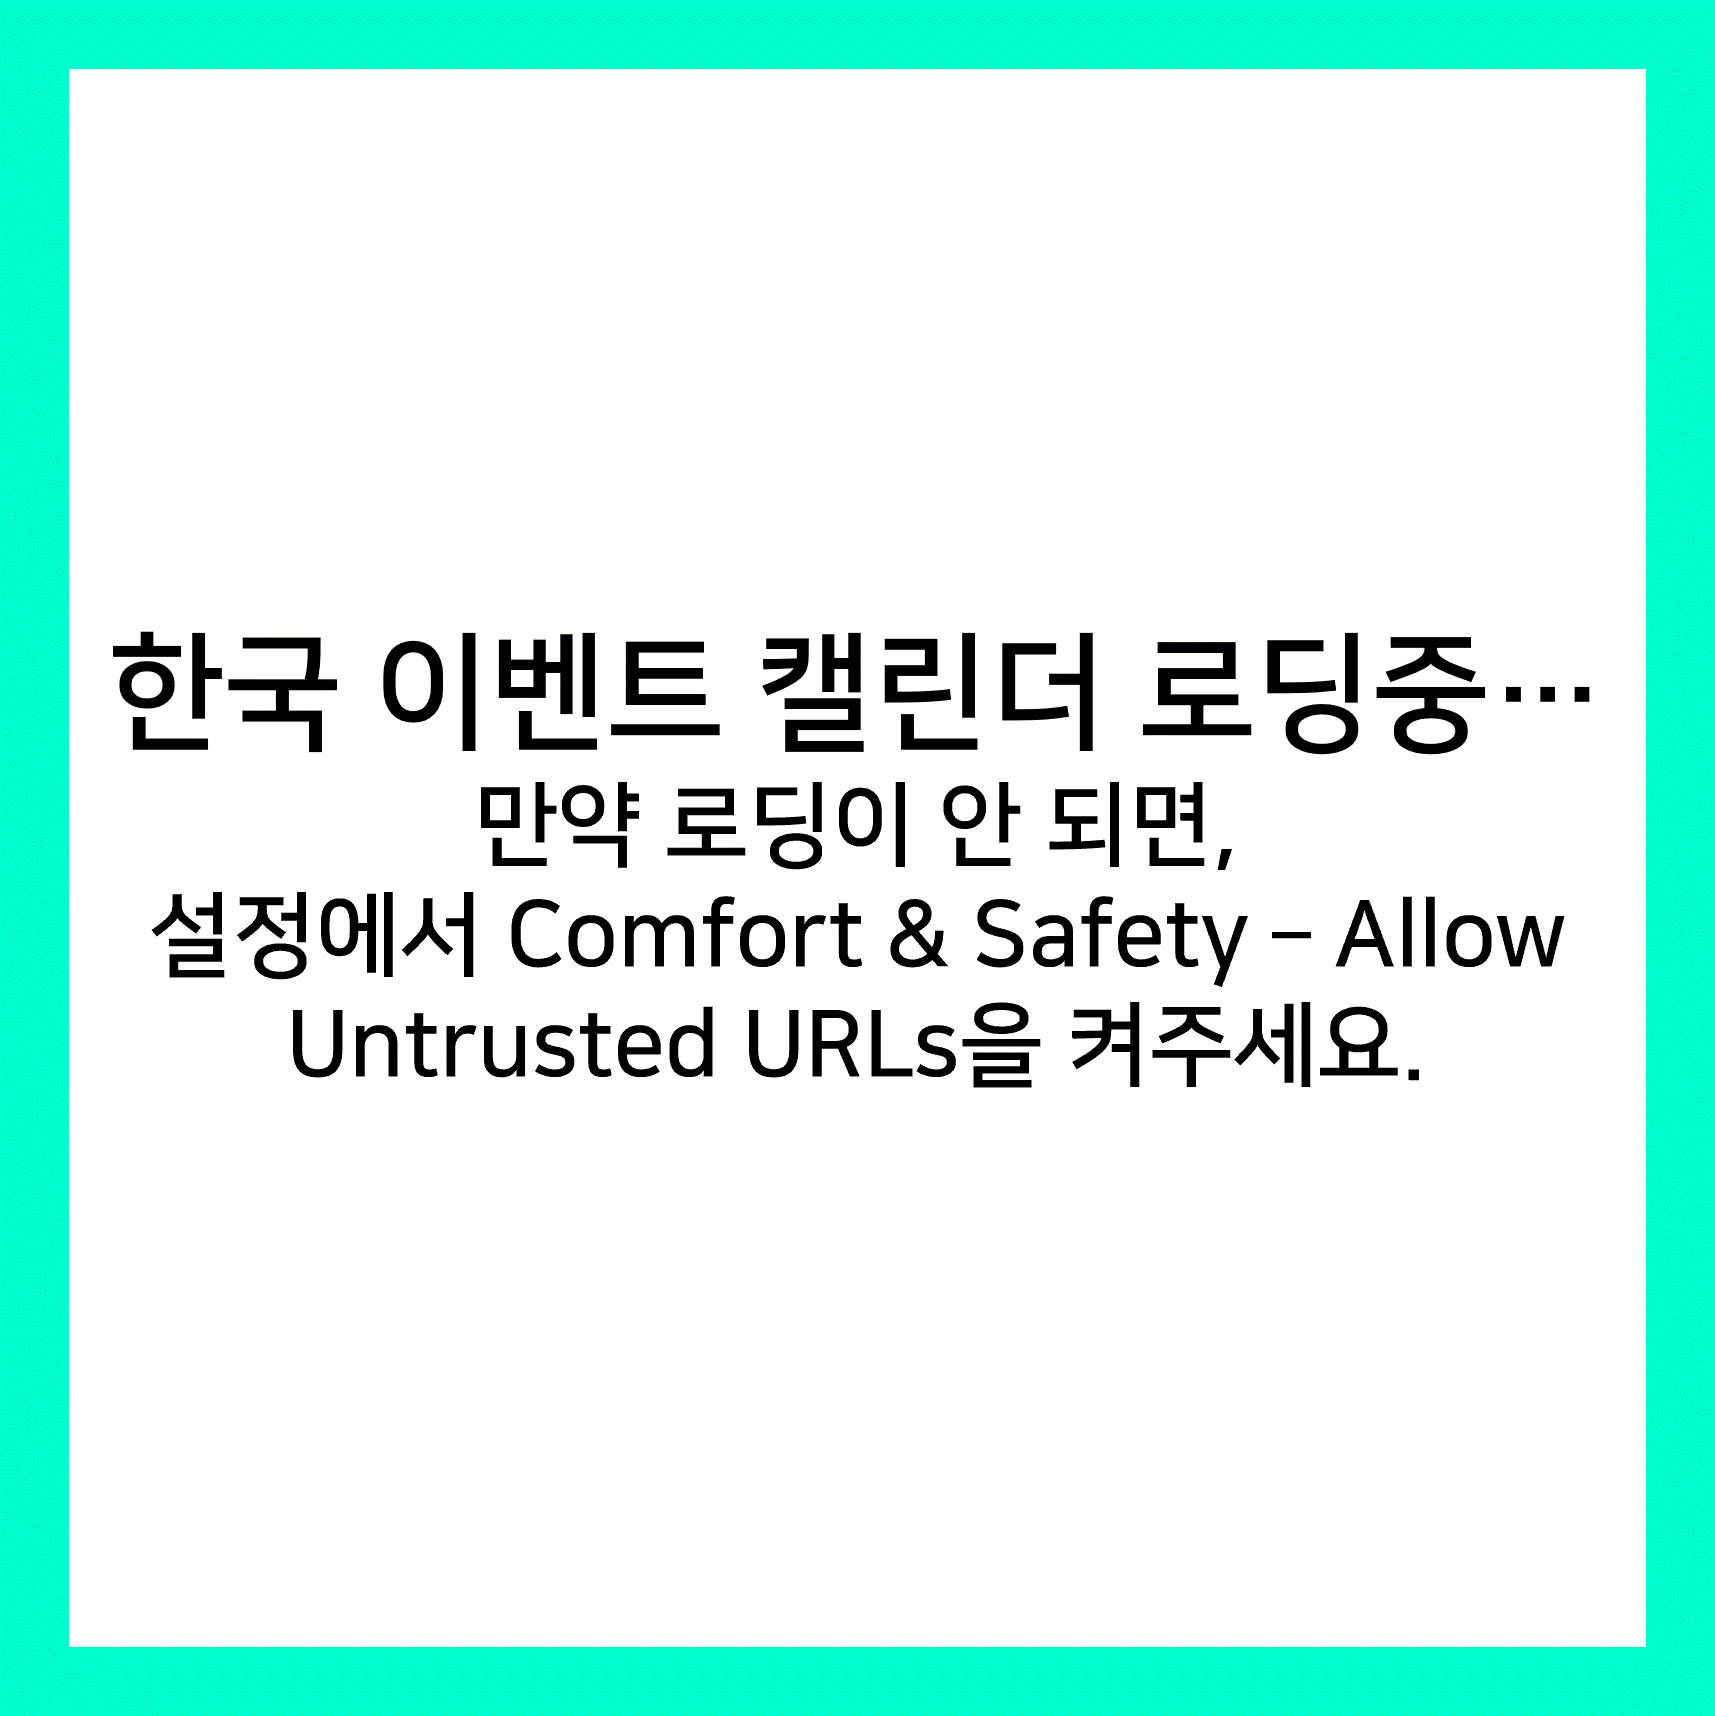 한국 이벤트 캘린더 로딩중…
만약 로딩이 안 되면,
설정에서 Comfort & Safety - Allow
Untrusted URLs을 켜주세요.